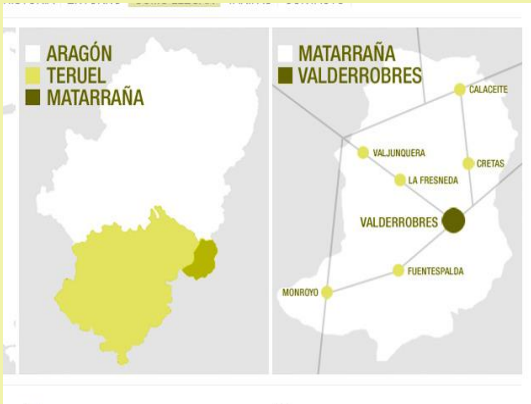 ARAGÓN
TERUEL
MATARRAÑA
MATARRAÑA
VALDERROBRES
CALACEITE
VALJUNQUERA
CRETAS
LA FRESNEDA
VALDERROBRES
FUENTESPALDA
MONROYO